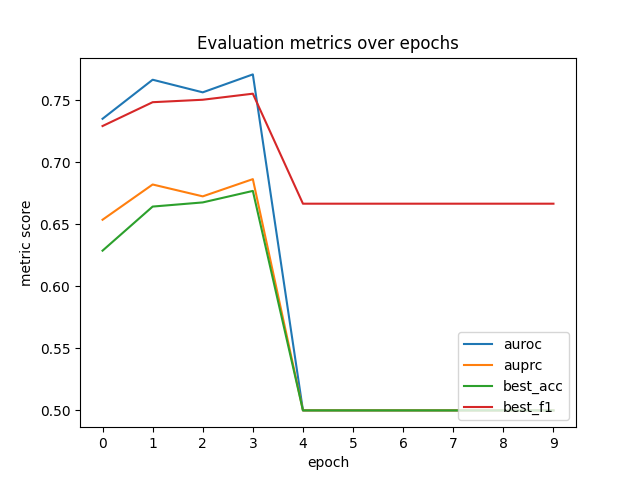 Evaluation metrics over epochs
metric score
0.75
0.70
0.65
0.60
0.55
0.50
auroc
auprc
best_acc
best_f1
0 1 2 3 4 5 6 7 8 9
epoch